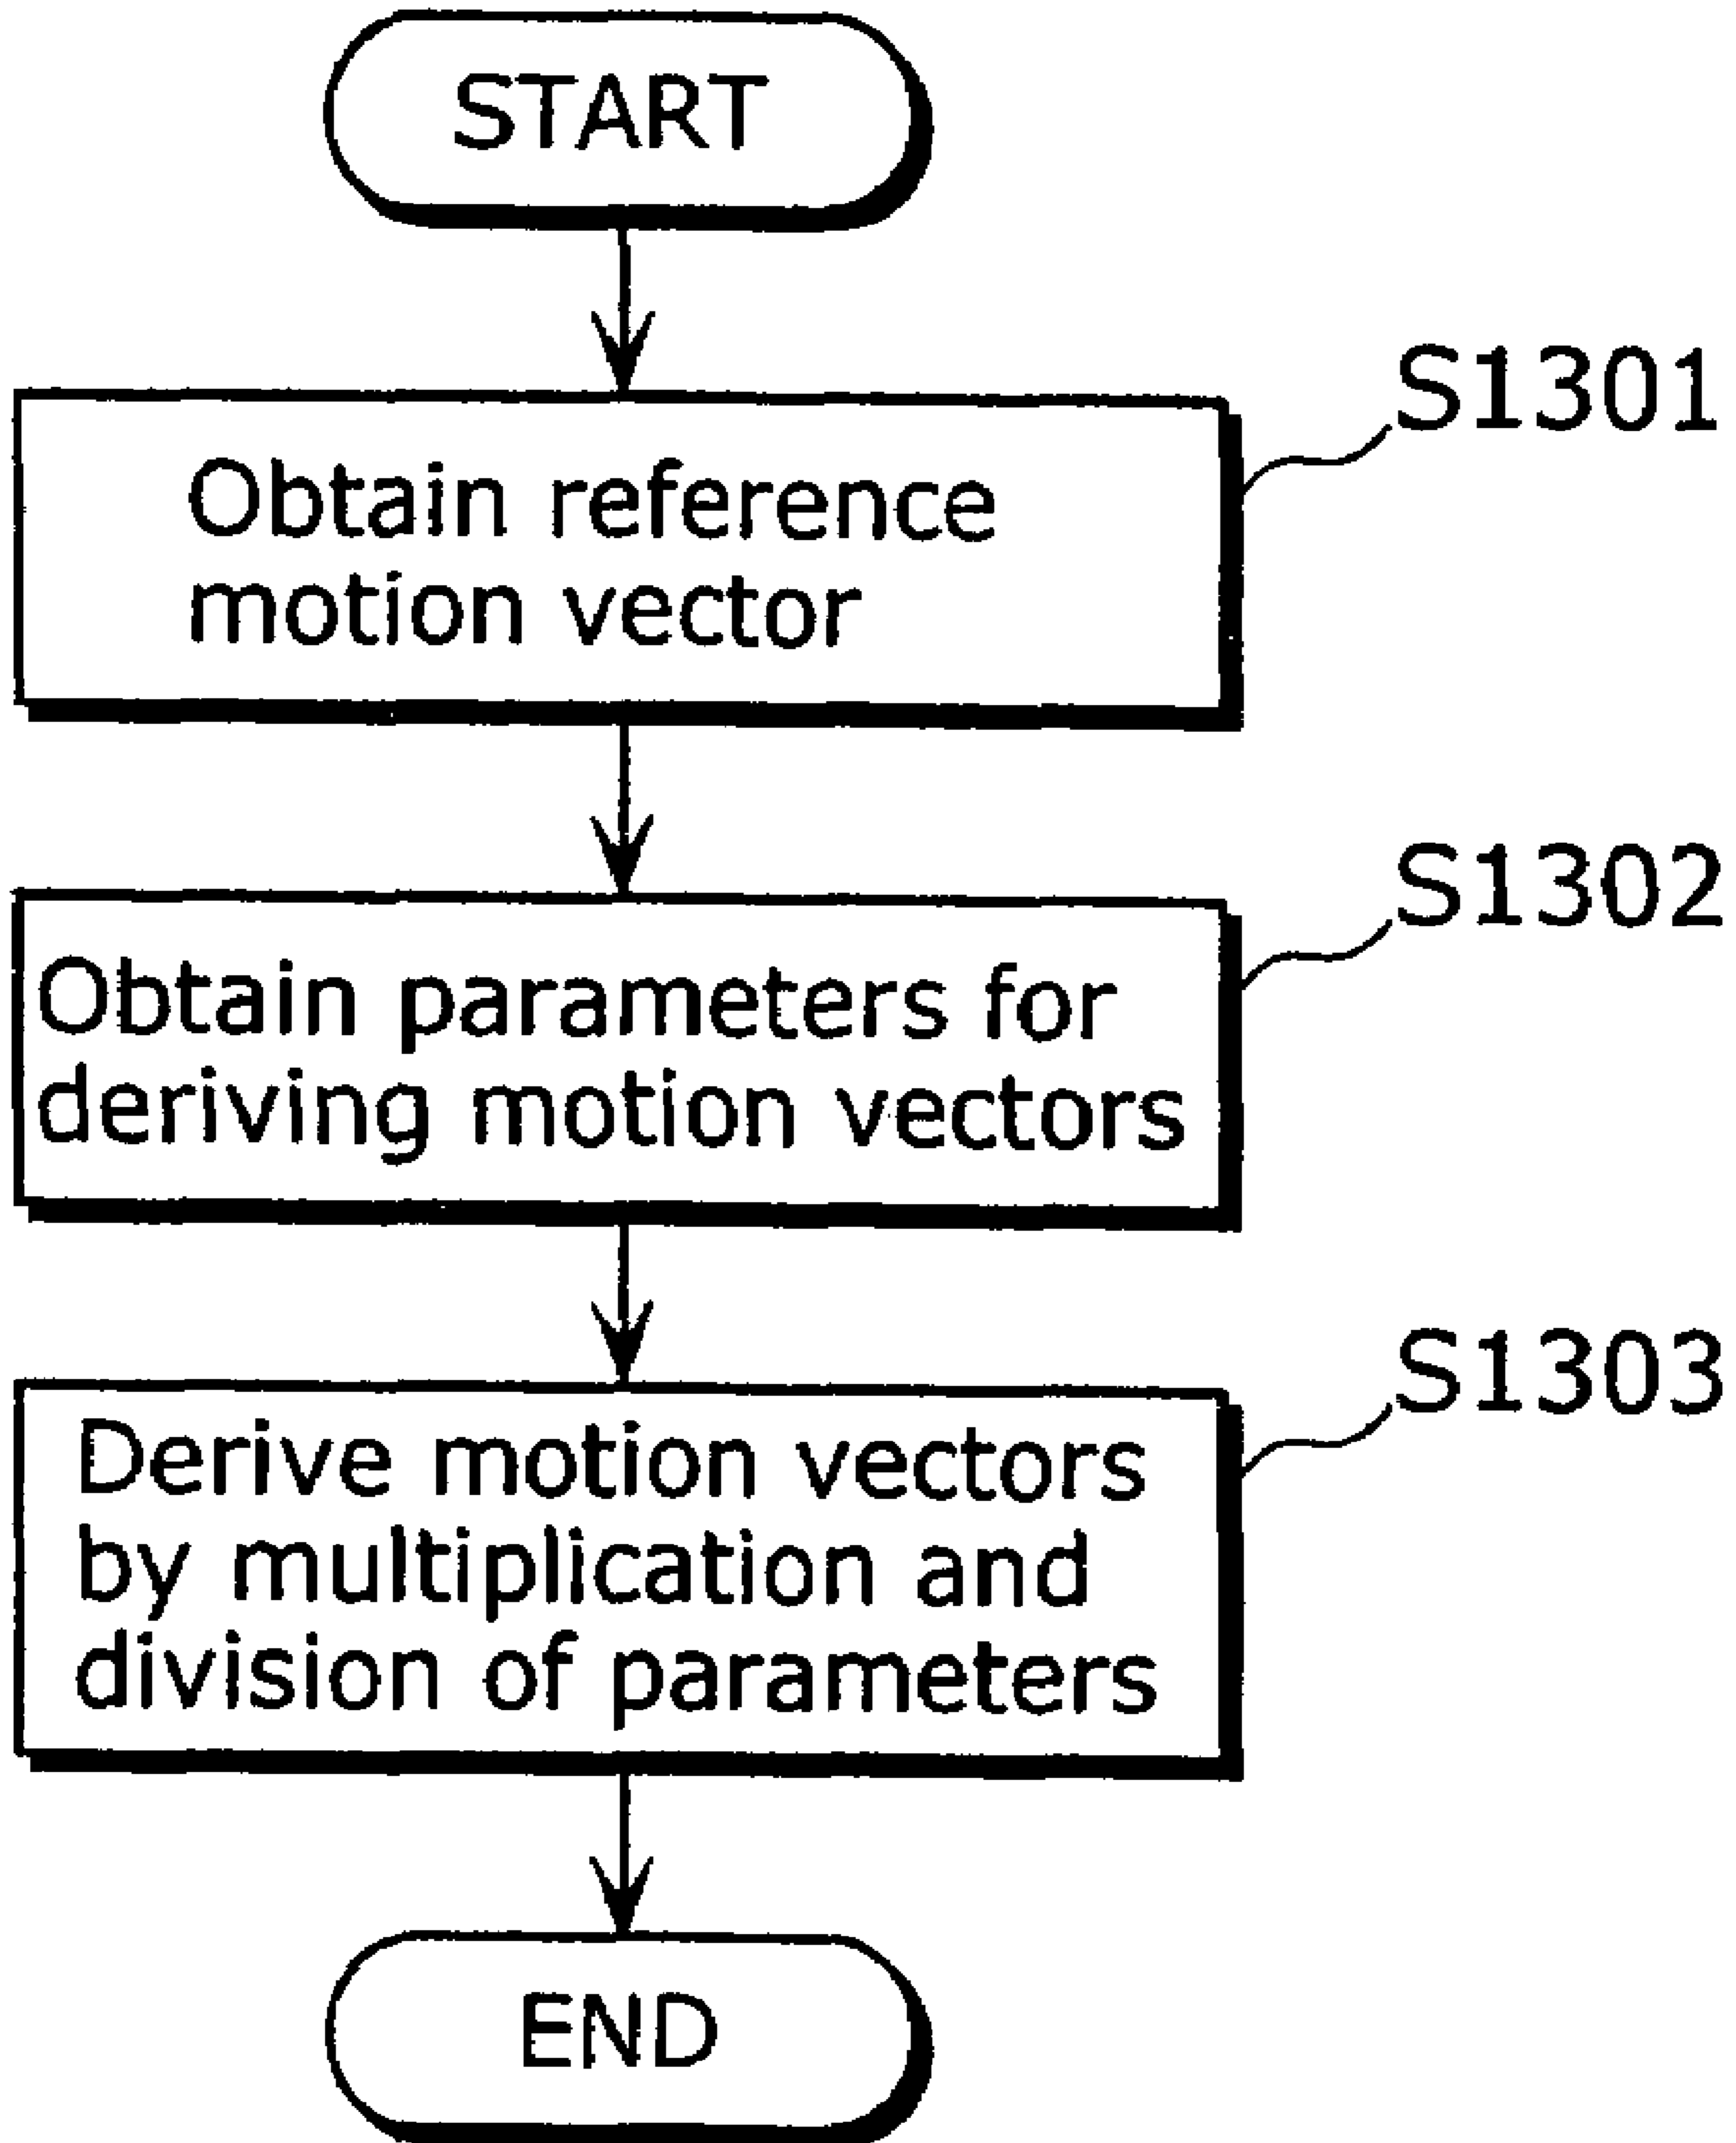 START
S1301
Obtain reference
motion vector
S1302
Obtain parameters for
deriving motion vectors
S1303
Derive motion vectors
by multiplication and
division of parameters
END